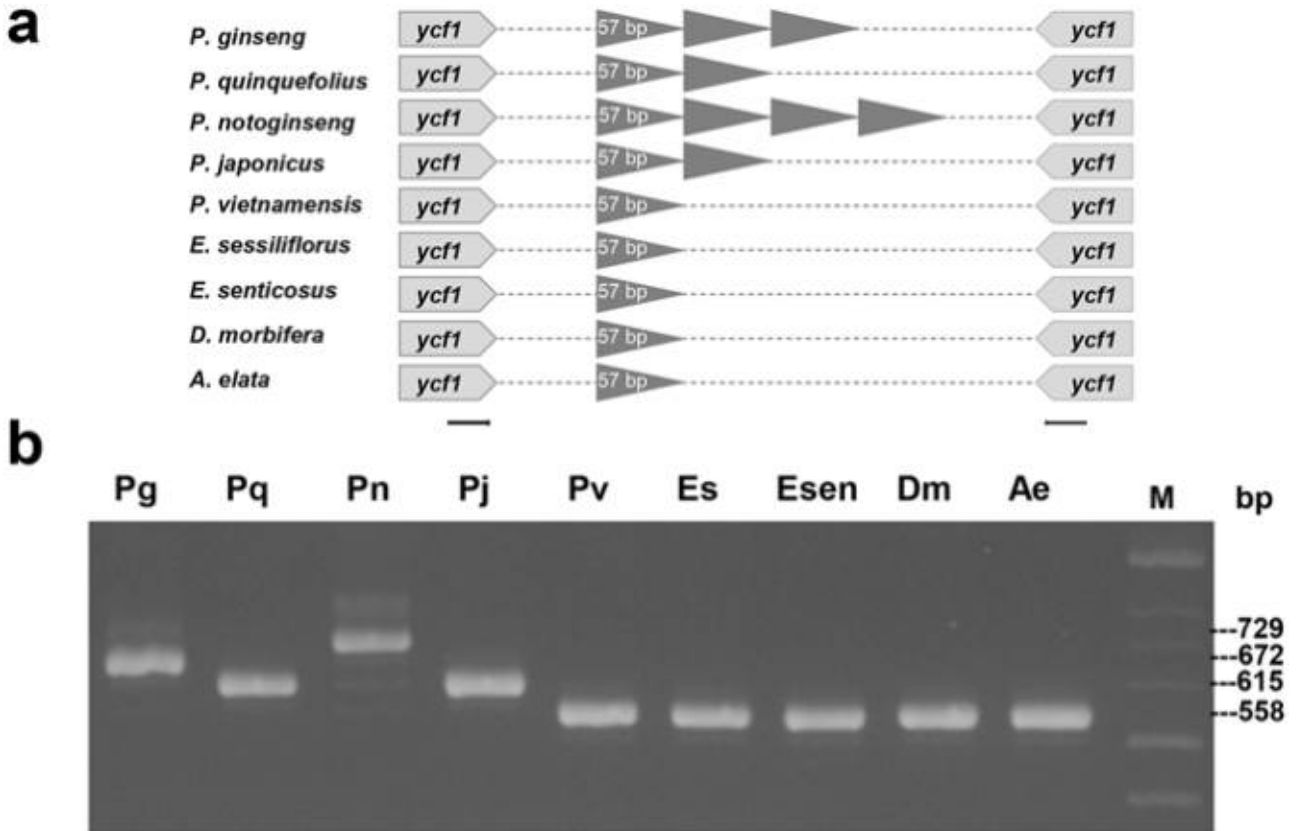 a
P. ginseng ycf1 57 bp ycf1
P. quinquefolius ycf1 57 bp ycf1
P. notoginseng ycf1 57 bp ycf1
P. japonicus ycf1 57 bp ycf1
P. vietnamensis ycf1 57 bp ycf1
E. sessiliflorus ycf1 57 bp ycf1
E. senticosus ycf1 57 bp ycf1
D. morbifera ycf1 57 bp ycf1
A. elata ycf1 57 bp ycf1
b
Pg Pq Pn Pj Pv Es Esen Dm Ae M bp
---729
---672
---615
---558